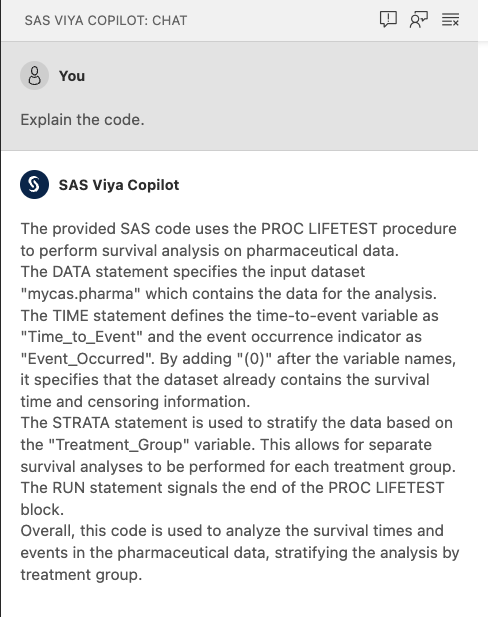 SAS VIYA COPILOT: CHAT
You
Explain the code.
SAS Viya Copilot
The provided SAS code uses the PROC LIFETEST procedure
to perform survival analysis on pharmaceutical data.
The DATA statement specifies the input dataset
"mycas.pharma" which contains the data for the analysis.
The TIME statement defines the time-to-event variable as
"Time_to_Event" and the event occurrence indicator as
"Event_Occurred". By adding "(0)" after the variable names,
it specifies that the dataset already contains the survival
time and censoring information.
The STRATA statement is used to stratify the data based on
the "Treatment_Group" variable. This allows for separate
survival analyses to be performed for each treatment group.
The RUN statement signals the end of the PROC LIFETEST
block.
Overall, this code is used to analyze the survival times and
events in the pharmaceutical data, stratifying the analysis by
treatment group.